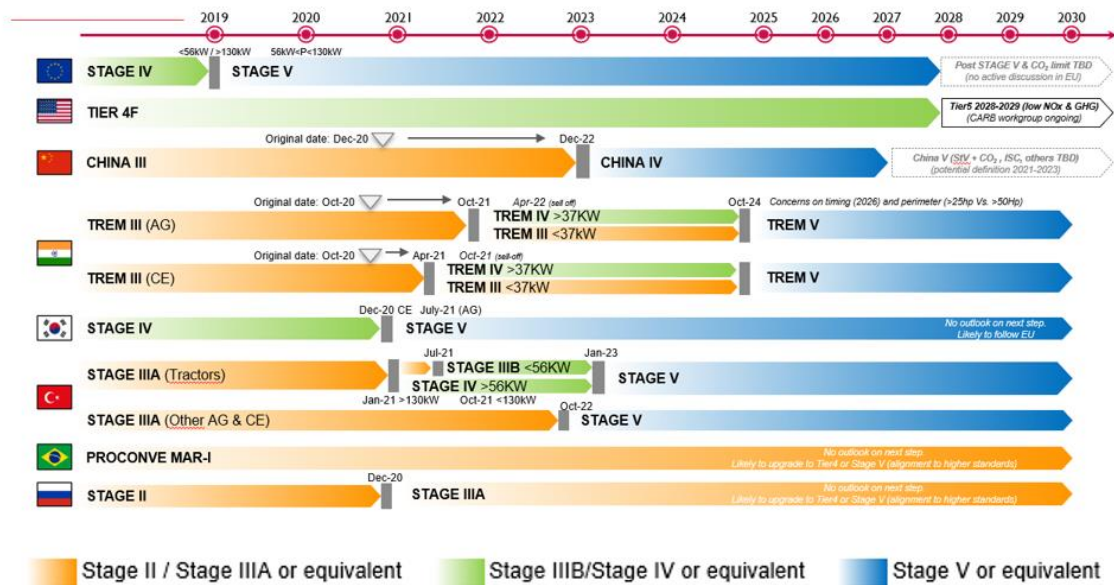 2019 2020 2021 2022 2023 2024 2025 2026 2027 2028 2029 2030
<56kW / >130kW 56kW<P<130kW
STAGE IV STAGE V Post STAGE V & CO₂ limit TBD
(no active discussion in EU)
TIER 4F Tier5 2028-2029 (low NOx & GHG)
(CARB workgroup ongoing)
Original date: Dec-20 Dec-22
CHINA III CHINA IV China V (StV + CO₂ , ISC, others TBD)
(potential definition 2021-2023)
Original date: Oct-20 Oct-21 Apr-22 (sell off) Oct-24 Concerns on timing (2026) and perimeter (>25hp Vs. >50Hp)
TREM III (AG) TREM IV >37KW TREM V
TREM III <37KW
Original date: Oct-20 Apr-21 Oct-21 (sell-off)
TREM III (CE) TREM IV >37KW TREM V
TREM III <37kW
Dec-20 CE July-21 (AG)
STAGE IV STAGE V No outlook on next step.
Likely to follow EU
Jul-21 Jan-23
STAGE IIIA (Tractors) STAGE IIIB <56KW STAGE V
STAGE IV >56KW
Jan-21 >130kW Oct-21 <130kW Oct-22
STAGE IIIA (Other AG & CE) STAGE V
PROCONVE MAR-I No outlook on next step.
Likely to upgrade to Tier4 or Stage V (alignment to higher standards)
Dec-20
STAGE II STAGE IIIA No outlook on next step.
Likely to upgrade to Tier4 or Stage V (alignment to higher standards)
Stage II / Stage IIIA or equivalent Stage IIIB/Stage IV or equivalent Stage V or equivalent